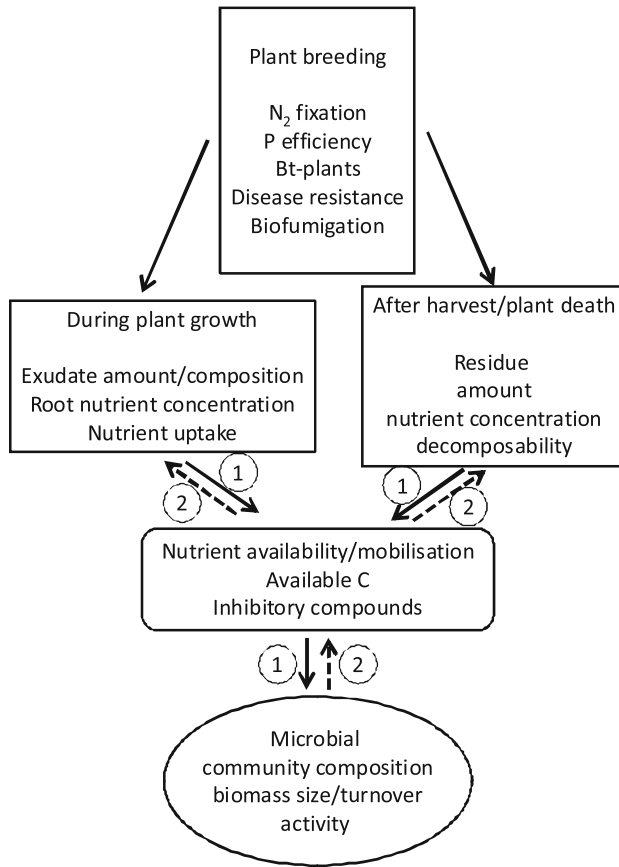 Plant breeding
N₂ fixation
P efficiency
Bt-plants
Disease resistance
Biofumigation
During plant growth
Exudate amount/composition
Root nutrient concentration
Nutrient uptake
After harvest/plant death
Residue
amount
nutrient concentration
decomposability
1
2
1
2
Nutrient availability/mobilisation
Available C
Inhibitory compounds
1
2
Microbial
community composition
biomass size/turnover
activity